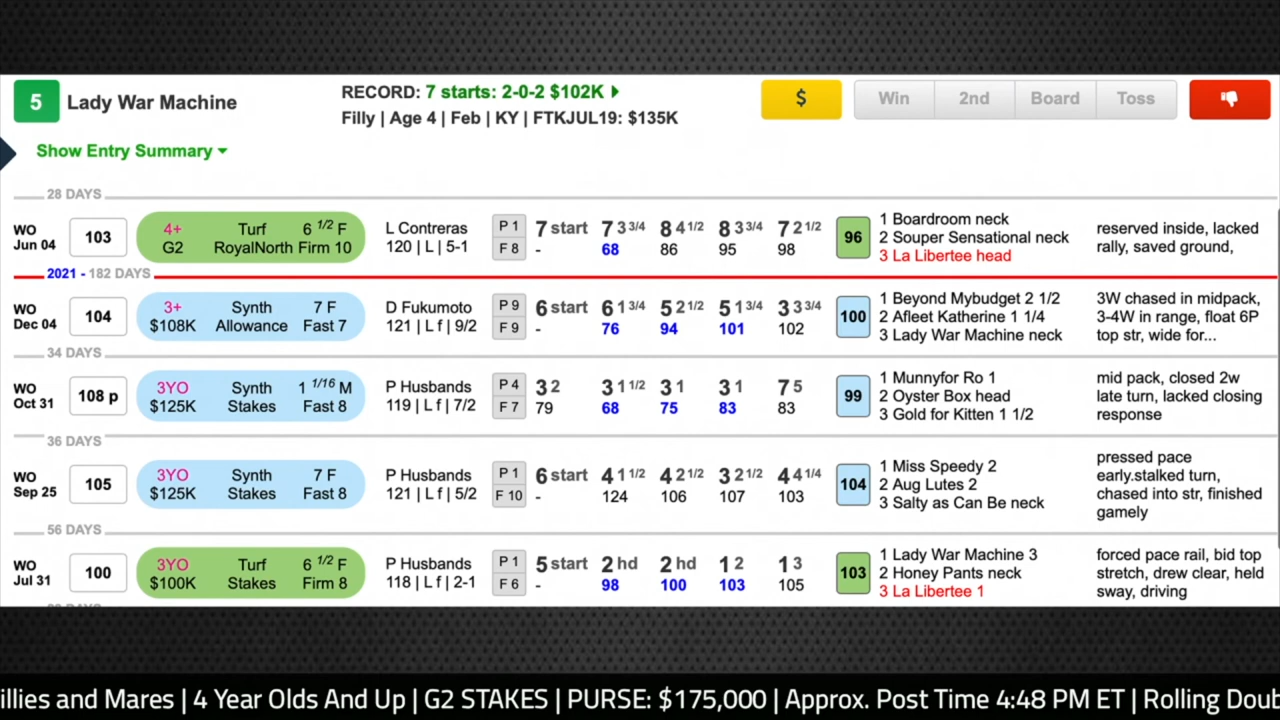 5 Lady War Machine
RECORD: 7 starts: 2-0-2 $102K
Filly | Age 4 | Feb | KY | FTKJUL19: $135K
$ Win 2nd Board Toss
Show Entry Summary
28 DAYS
WO
Jun 04
103
4+ Turf 6 1/2 F
G2 RoyalNorth Firm 10
L Contreras
120 | L | 5-1
P 1
F 8
7 start 7 3 3/4 8 4 1/2 8 3 3/4 7 2 1/2
- 68 86 95 98
96
1 Boardroom neck
2 Souper Sensational neck
3 La Libertee head
reserved inside, lacked
rally, saved ground,
2021 - 182 DAYS
WO
Dec 04
104
3+ Synth 7 F
$108K Allowance Fast 7
D Fukumoto
121 | L f | 9/2
P 9
F 9
6 start 6 1 3/4 5 2 1/2 5 1 3/4 3 3 3/4
- 76 94 101 102
100
1 Beyond Mybudget 2 1/2
2 Afleet Katherine 1 1/4
3 Lady War Machine neck
3W chased in midpack,
3-4W in range, float 6P
top str, wide for...
34 DAYS
WO
Oct 31
108 p
3YO Synth 1 1/16 M
$125K Stakes Fast 8
P Husbands
119 | L f | 7/2
P 4
F 7
3 2 3 1 1/2 3 1 3 1 7 5
79 68 75 83 83
99
1 Munnyfor Ro 1
2 Oyster Box head
3 Gold for Kitten 1 1/2
mid pack, closed 2w
late turn, lacked closing
response
36 DAYS
WO
Sep 25
105
3YO Synth 7 F
$125K Stakes Fast 8
P Husbands
121 | L f | 5/2
P 1
F 10
6 start 4 1 1/2 4 2 1/2 3 2 1/2 4 4 1/4
- 124 106 107 103
104
1 Miss Speedy 2
2 Aug Lutes 2
3 Salty as Can Be neck
pressed pace
early.stalked turn,
chased into str, finished
gamely
56 DAYS
WO
Jul 31
100
3YO Turf 6 1/2 F
$100K Stakes Firm 8
P Husbands
118 | L f | 2-1
P 1
F 6
5 start 2 hd 2 hd 1 2 1 3
- 98 100 103 105
103
1 Lady War Machine 3
2 Honey Pants neck
3 La Libertee 1
forced pace rail, bid top
stretch, drew clear, held
sway, driving
illies and Mares | 4 Year Olds And Up | G2 STAKES | PURSE: $175,000 | Approx. Post Time 4:48 PM ET | Rolling Doub